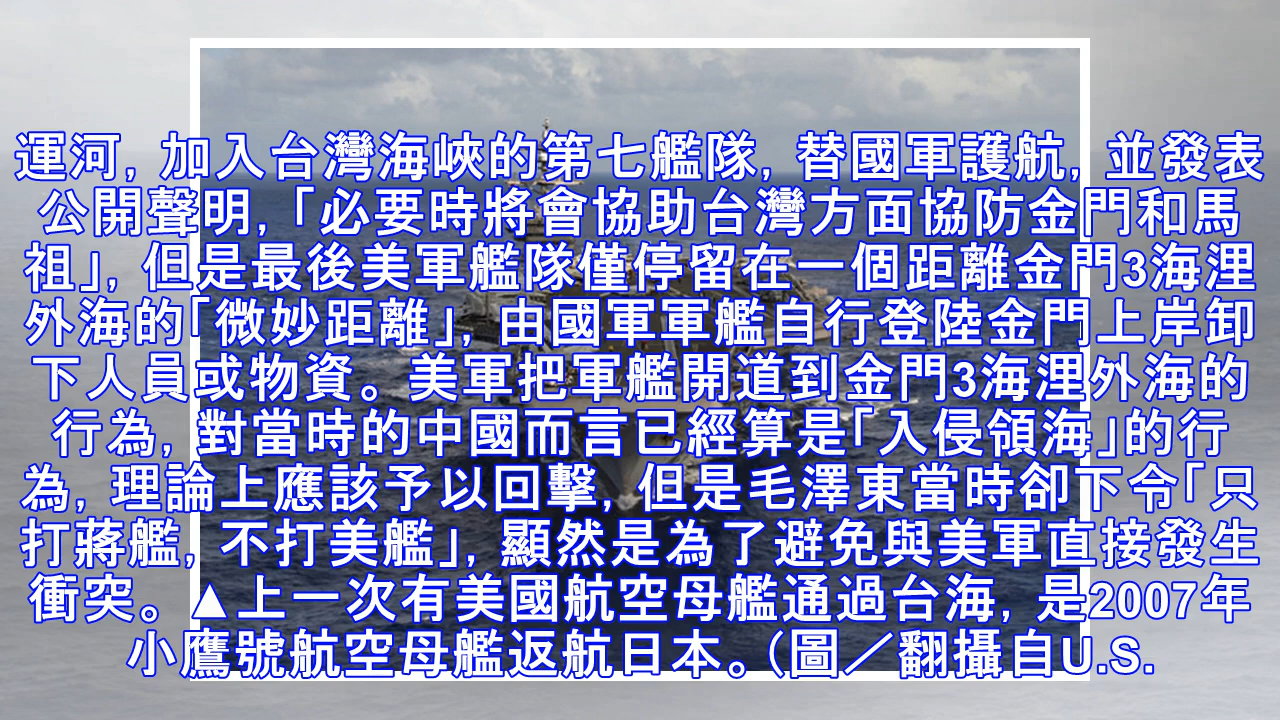 運河, 加入台灣海峽的第七艦隊, 替國軍護航, 並發表
公開聲明,「必要時將會協助台灣方面協防金門和馬
祖」, 但是最後美軍艦隊僅停留在一個距離金門3海浬
外海的「微妙距離」, 由國軍軍艦自行登陸金門上岸卸
下人員或物資。美軍把軍艦開道到金門3海浬外海的
行為, 對當時的中國而言已經算是「入侵領海」的行
為, 理論上應該予以回擊, 但是毛澤東當時卻下令「只
打蔣艦, 不打美艦」, 顯然是為了避免與美軍直接發生
衝突。▲上一次有美國航空母艦通過台海, 是2007年
小鷹號航空母艦返航日本。(圖／翻攝自U.S.